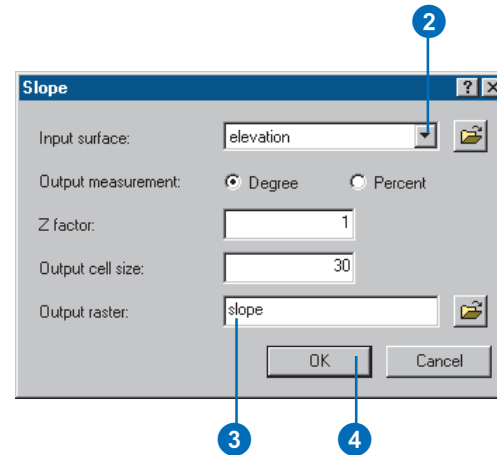 2
Slope
Input surface: elevation
Output measurement: Degree Percent
Z factor: 1
Output cell size: 30
Output raster: slope
OK Cancel
3 4